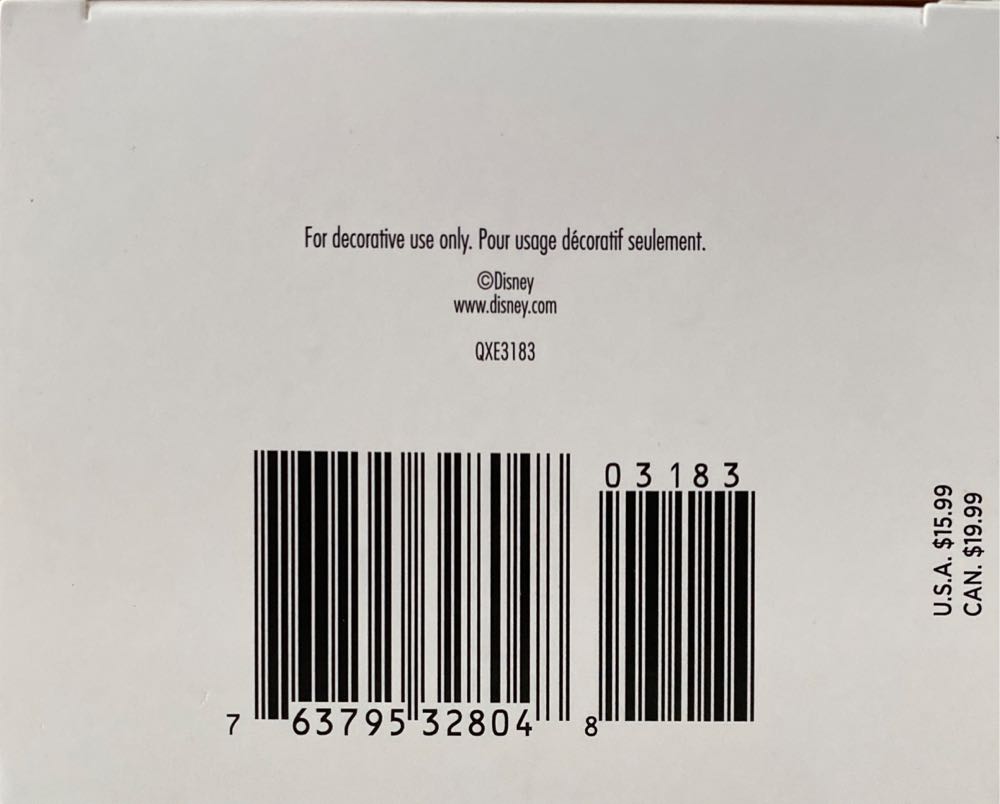 For decorative use only. Pour usage décoratif seulement.
©Disney
www.disney.com
QXE3183
03183
7 63795 32804 8
U.S.A. $15.99
CAN. $19.99